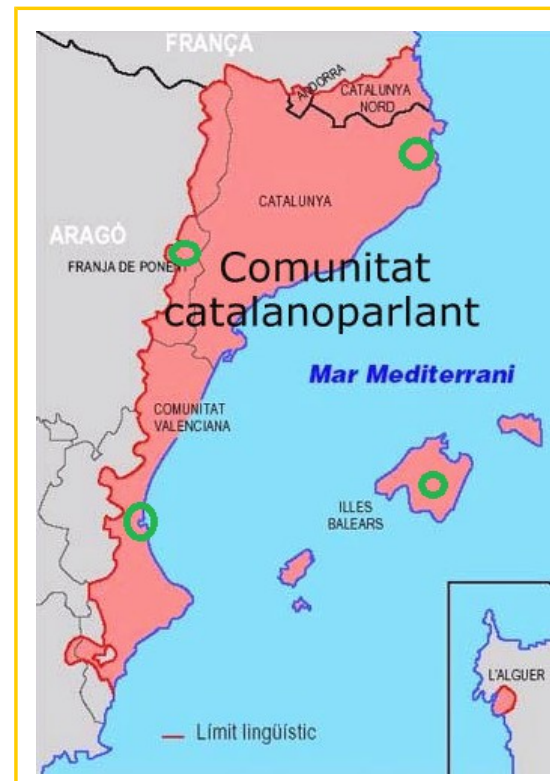 FRANÇA
ANDORRA
CATALUNYA
NORD
CATALUNYA
ARAGÓ
FRANJA DE PONENT
Comunitat
catalanoparlant
Mar Mediterrani
COMUNITAT
VALENCIANA
ILLES
BALEARS
L'ALGUER
Límit lingüístic